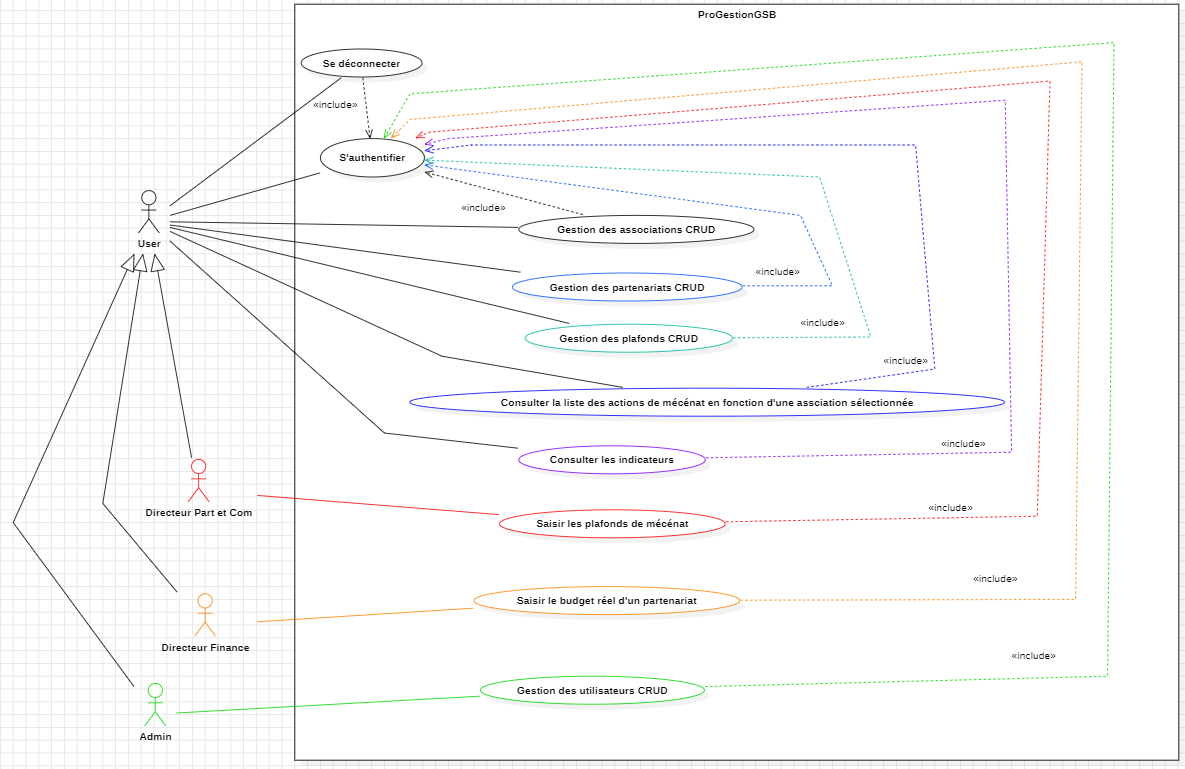 ProGestionGSB
Se déconnecter
«include»
S'authentifier
«include»
Gestion des associations CRUD
User
«include»
Gestion des partenariats CRUD
«include»
Gestion des plafonds CRUD
«include»
Consulter la liste des actions de mécénat en fonction d'une assciation sélectionnée
«include»
Consulter les indicateurs
Directeur Part et Com
«include»
Saisir les plafonds de mécénat
«include»
Saisir le budget réel d'un partenariat
Directeur Finance
«include»
Gestion des utilisateurs CRUD
Admin